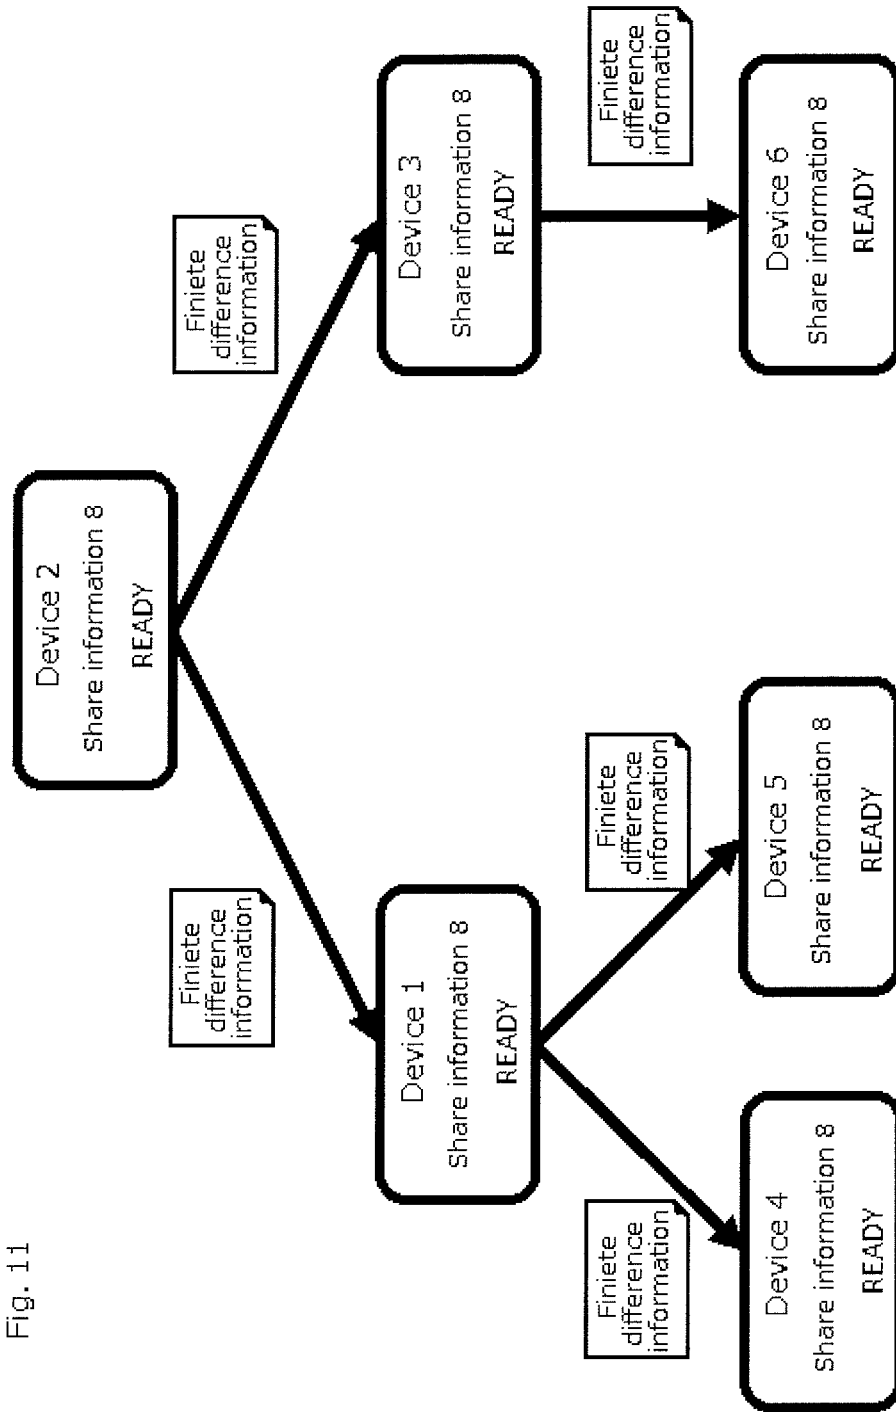 Fig. 11
Device 2
Share information 8
READY
Finiete
difference
information
Finiete
difference
information
Device 1
Share information 8
READY
Device 3
Share information 8
READY
Finiete
difference
information
Finiete
difference
information
Finiete
difference
information
Device 4
Share information 8
READY
Device 5
Share information 8
READY
Device 6
Share information 8
READY